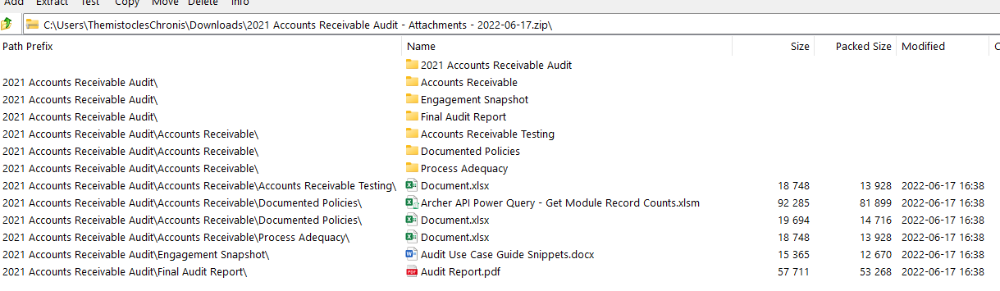 Add Extract Test Copy Move Delete Info
C:\Users\ThemistoclesChronis\Downloads\2021 Accounts Receivable Audit - Attachments - 2022-06-17.zip\
Path Prefix Name Size Packed Size Modified C
2021 Accounts Receivable Audit
2021 Accounts Receivable Audit\ Accounts Receivable
2021 Accounts Receivable Audit\ Engagement Snapshot
2021 Accounts Receivable Audit\ Final Audit Report
2021 Accounts Receivable Audit\Accounts Receivable\ Accounts Receivable Testing
2021 Accounts Receivable Audit\Accounts Receivable\ Documented Policies
2021 Accounts Receivable Audit\Accounts Receivable\ Process Adequacy
2021 Accounts Receivable Audit\Accounts Receivable\Accounts Receivable Testing\ Document.xlsx 18 748 13 928 2022-06-17 16:38
2021 Accounts Receivable Audit\Accounts Receivable\Documented Policies\ Archer API Power Query - Get Module Record Counts.xlsm 92 285 81 899 2022-06-17 16:38
2021 Accounts Receivable Audit\Accounts Receivable\Documented Policies\ Document.xlsx 19 694 14 716 2022-06-17 16:38
2021 Accounts Receivable Audit\Accounts Receivable\Process Adequacy\ Document.xlsx 18 748 13 928 2022-06-17 16:38
2021 Accounts Receivable Audit\Engagement Snapshot\ Audit Use Case Guide Snippets.docx 15 365 12 670 2022-06-17 16:38
2021 Accounts Receivable Audit\Final Audit Report\ Audit Report.pdf 57 711 53 268 2022-06-17 16:38